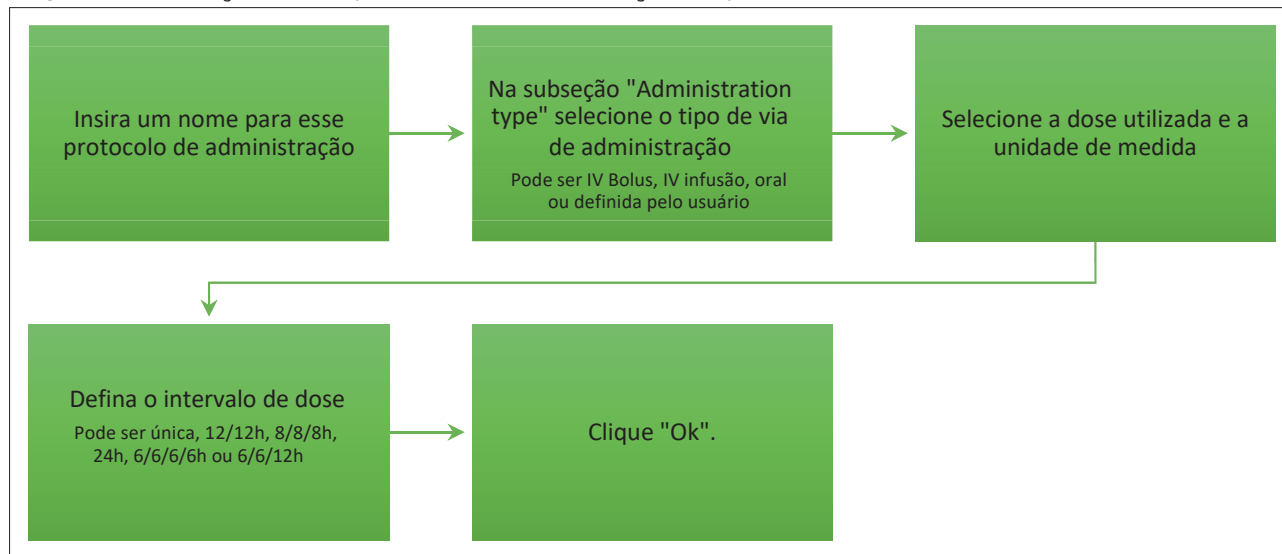 Insira um nome para esse
protocolo de administração
Na subseção "Administration
type" selecione o tipo de via
de administração
Pode ser IV Bolus, IV infusão, oral
ou definida pelo usuário
Selecione a dose utilizada e a
unidade de medida
Defina o intervalo de dose
Pode ser única, 12/12h, 8/8/8h,
24h, 6/6/6/6h ou 6/6/12h
Clique "Ok".